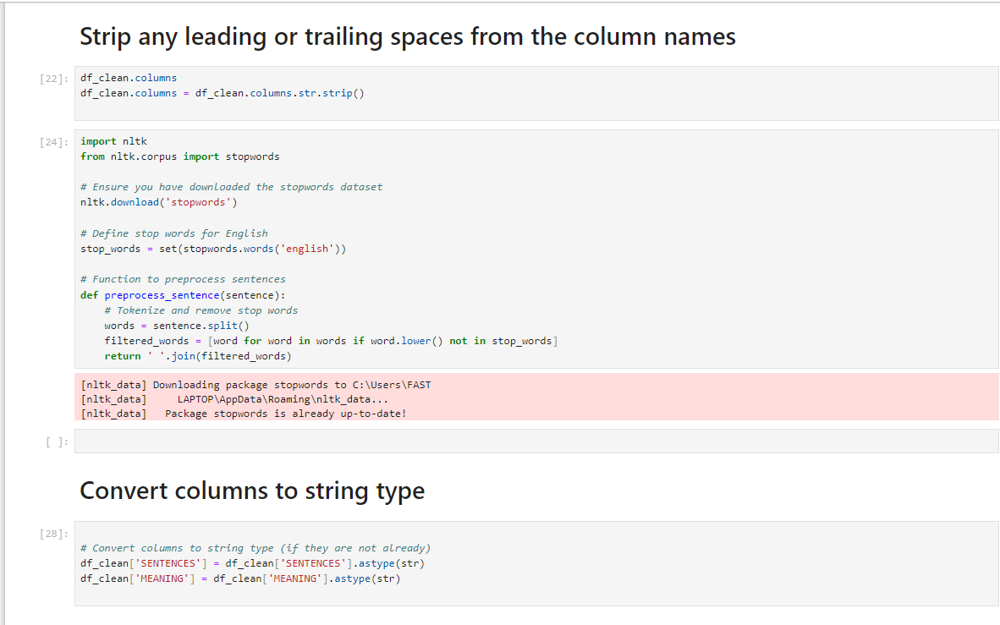 Strip any leading or trailing spaces from the column names
[22]:
df_clean.columns
df_clean.columns = df_clean.columns.str.strip()
[24]:
import nltk
from nltk.corpus import stopwords
# Ensure you have downloaded the stopwords dataset
nltk.download('stopwords')
# Define stop words for English
stop_words = set(stopwords.words('english'))
# Function to preprocess sentences
def preprocess_sentence(sentence):
    # Tokenize and remove stop words
    words = sentence.split()
    filtered_words = [word for word in words if word.lower() not in stop_words]
    return ' '.join(filtered_words)
[nltk_data] Downloading package stopwords to C:\Users\FAST
[nltk_data]     LAPTOP\AppData\Roaming\nltk_data...
[nltk_data]   Package stopwords is already up-to-date!
[ ]:
Convert columns to string type
[28]:
# Convert columns to string type (if they are not already)
df_clean['SENTENCES'] = df_clean['SENTENCES'].astype(str)
df_clean['MEANING'] = df_clean['MEANING'].astype(str)